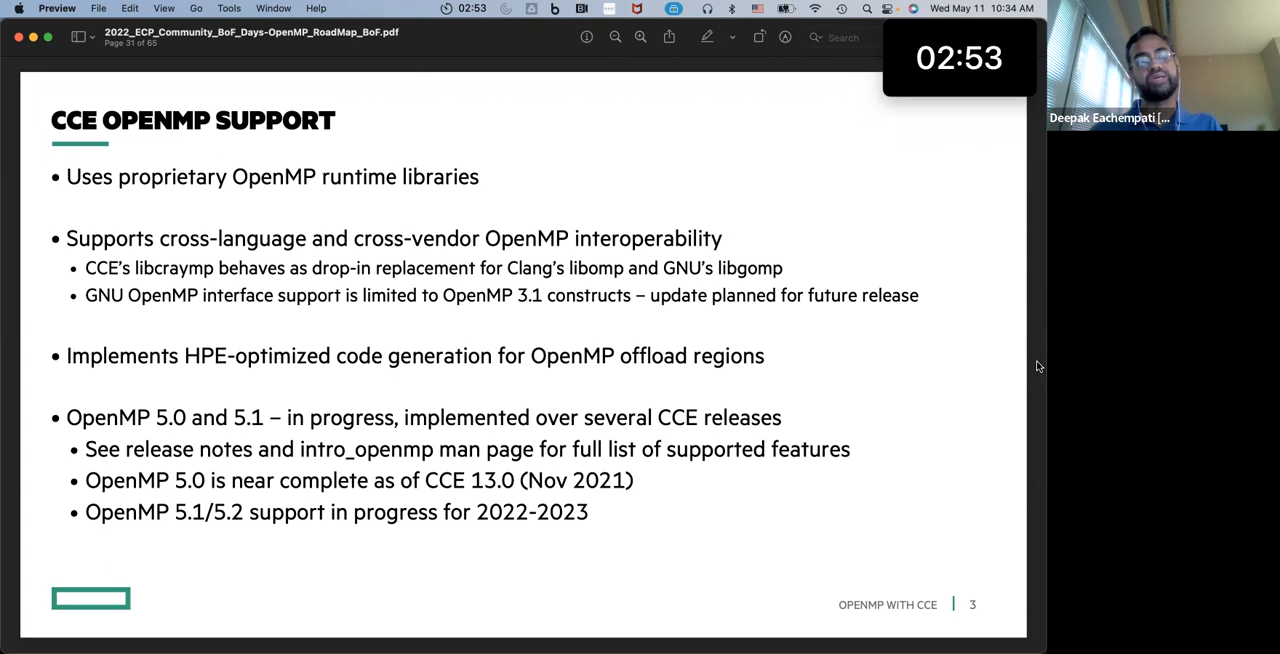 Preview File Edit View Go Tools Window Help 02:53 Wed May 11 10:34 AM
2022_ECP_Community_BoF_Days-OpenMP_RoadMap_BoF.pdf
Page 31 of 65
Search
02:53
Deepak Eachempati [...
CCE OPENMP SUPPORT
• Uses proprietary OpenMP runtime libraries
• Supports cross-language and cross-vendor OpenMP interoperability
• CCE's libcraymp behaves as drop-in replacement for Clang's libomp and GNU's libgomp
• GNU OpenMP interface support is limited to OpenMP 3.1 constructs – update planned for future release
• Implements HPE-optimized code generation for OpenMP offload regions
• OpenMP 5.0 and 5.1 – in progress, implemented over several CCE releases
• See release notes and intro_openmp man page for full list of supported features
• OpenMP 5.0 is near complete as of CCE 13.0 (Nov 2021)
• OpenMP 5.1/5.2 support in progress for 2022-2023
OPENMP WITH CCE | 3